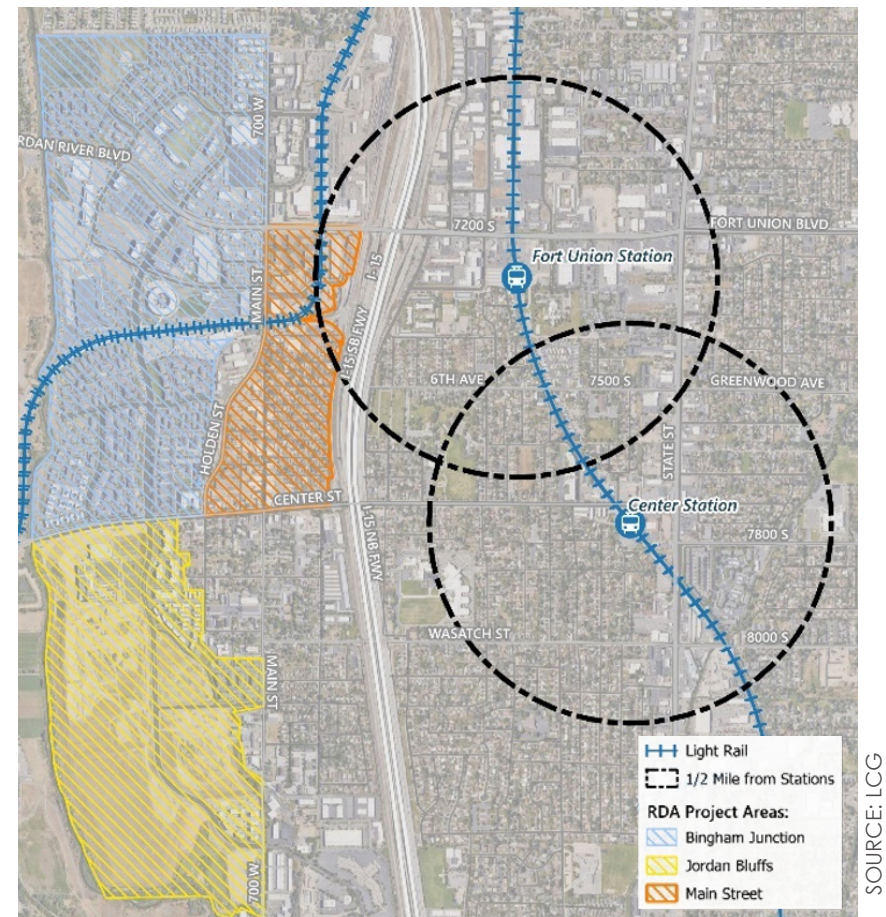 700 W
RDAN RIVER BLVD
7200 S
FORT UNION BLVD
Fort Union Station
I-15
MAIN ST
I-15 SB FWY
6TH AVE
7500 S
GREENWOOD AVE
HOLDEN ST
STATE ST
CENTER ST
Center Station
I-15 NB FWY
7800 S
WASATCH ST
8000 S
MAIN ST
700 W
Light Rail
1/2 Mile from Stations
RDA Project Areas:
Bingham Junction
Jordan Bluffs
Main Street
SOURCE: LCG